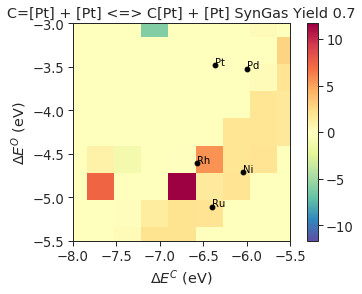 C=[Pt] + [Pt] <=> C[Pt] + [Pt] SynGas Yield 0.7
−3.0
−3.5
−4.0
−4.5
−5.0
−5.5
ΔE^O (eV)
Pt
Pd
Rh
Ni
Ru
−8.0 −7.5 −7.0 −6.5 −6.0 −5.5
ΔE^C (eV)
10
5
0
−5
−10